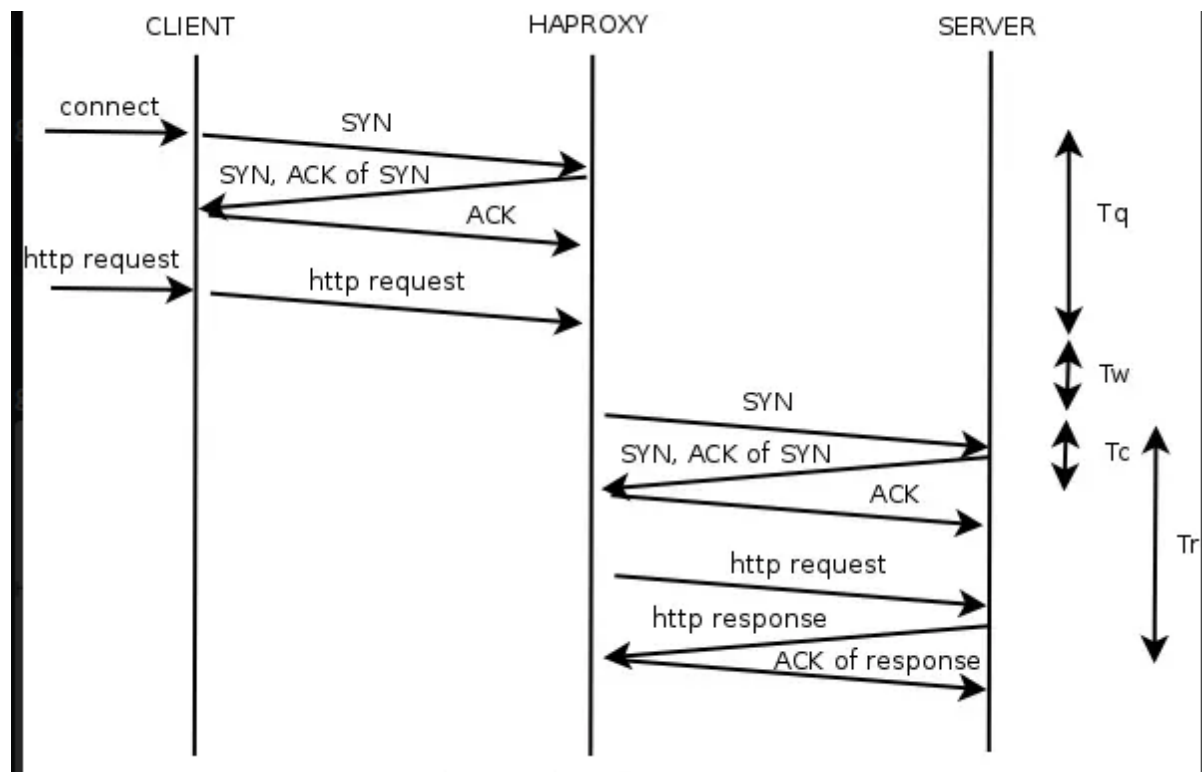 CLIENT
HAPROXY
SERVER
connect
SYN
SYN, ACK of SYN
ACK
Tq
http request
http request
Tw
SYN
SYN, ACK of SYN
Tc
ACK
Tr
http request
http response
ACK of response